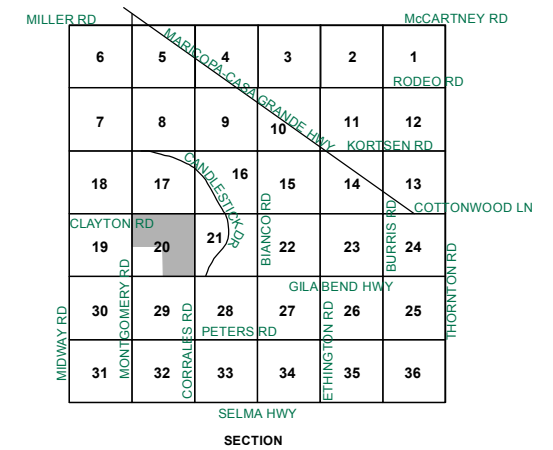 MILLER RD
McCARTNEY RD
MARICOPA-CASA GRANDE HWY
6 5 4 3 2 1
RODEO RD
7 8 9 10 11 12
KORTSEN RD
CANDLESTICK DR
18 17 16 15 14 13
COTTONWOOD LN
CLAYTON RD
BIANCO RD
BURRIS RD
19 20 21 22 23 24
THORNTON RD
GILA BEND HWY
MIDWAY RD
MONTGOMERY RD
CORRALES RD
ETHINGTON RD
30 29 28 27 26 25
PETERS RD
31 32 33 34 35 36
SELMA HWY
SECTION